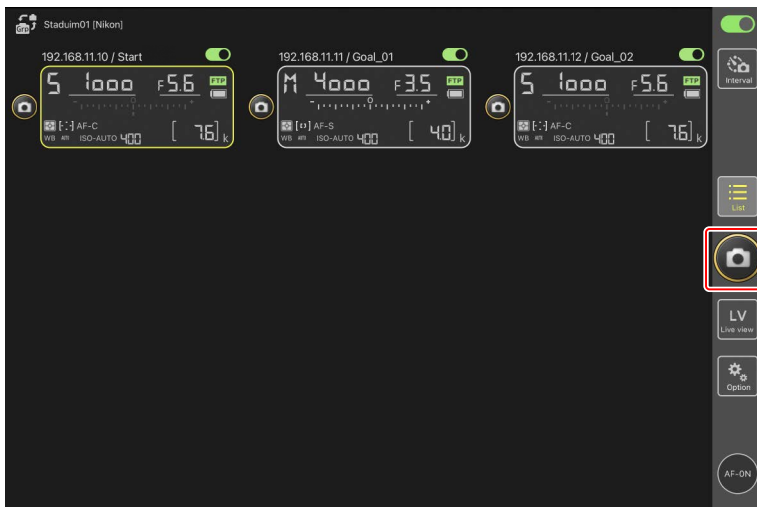 Grp Staduim01 [Nikon]
192.168.11.10 / Start
S 1000 F5.6 FTP
AF-C
WB ISO-AUTO 400 [ 7.6] k
192.168.11.11 / Goal_01
M 4000 F3.5 FTP
AF-S
WB ISO-AUTO 400 [ 4.0] k
192.168.11.12 / Goal_02
S 1000 F5.6 FTP
AF-C
WB ISO-AUTO 400 [ 7.6] k
Interval
List
LV
Live view
Option
AF-ON